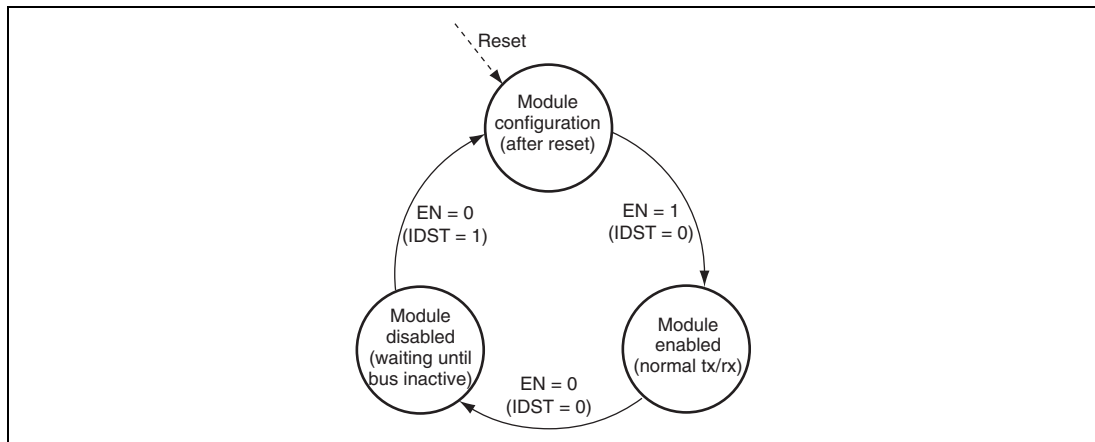 Reset
Module
configuration
(after reset)
EN = 0
(IDST = 1)
EN = 1
(IDST = 0)
Module
disabled
(waiting until
bus inactive)
Module
enabled
(normal tx/rx)
EN = 0
(IDST = 0)